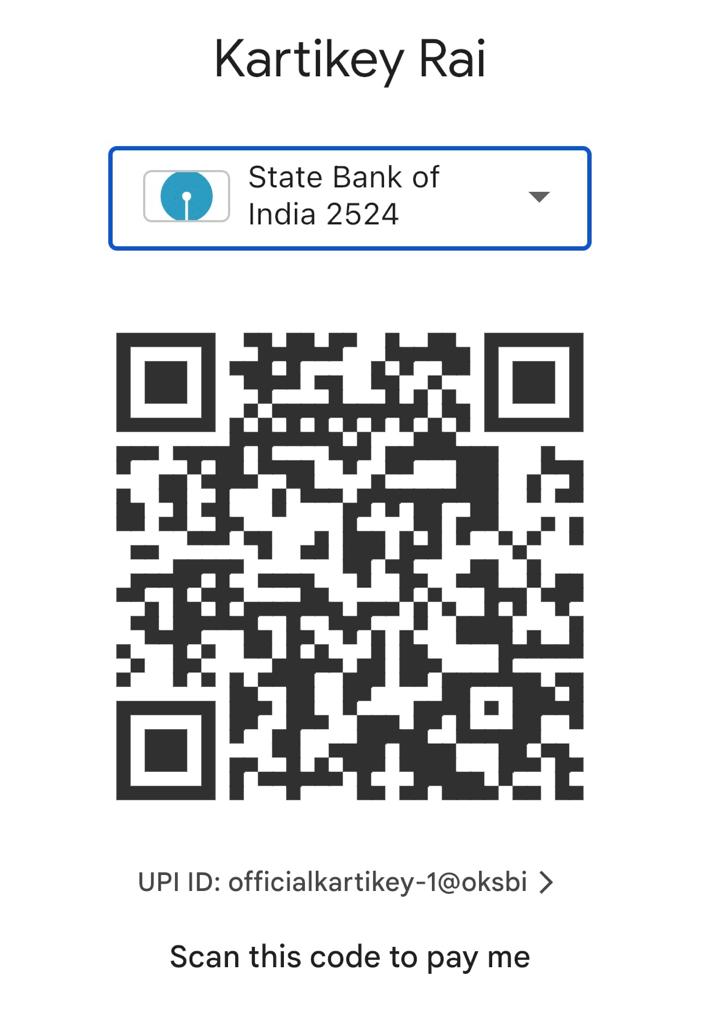 Kartikey Rai
State Bank of
India 2524
UPI ID: officialkartikey-1@oksbi
Scan this code to pay me